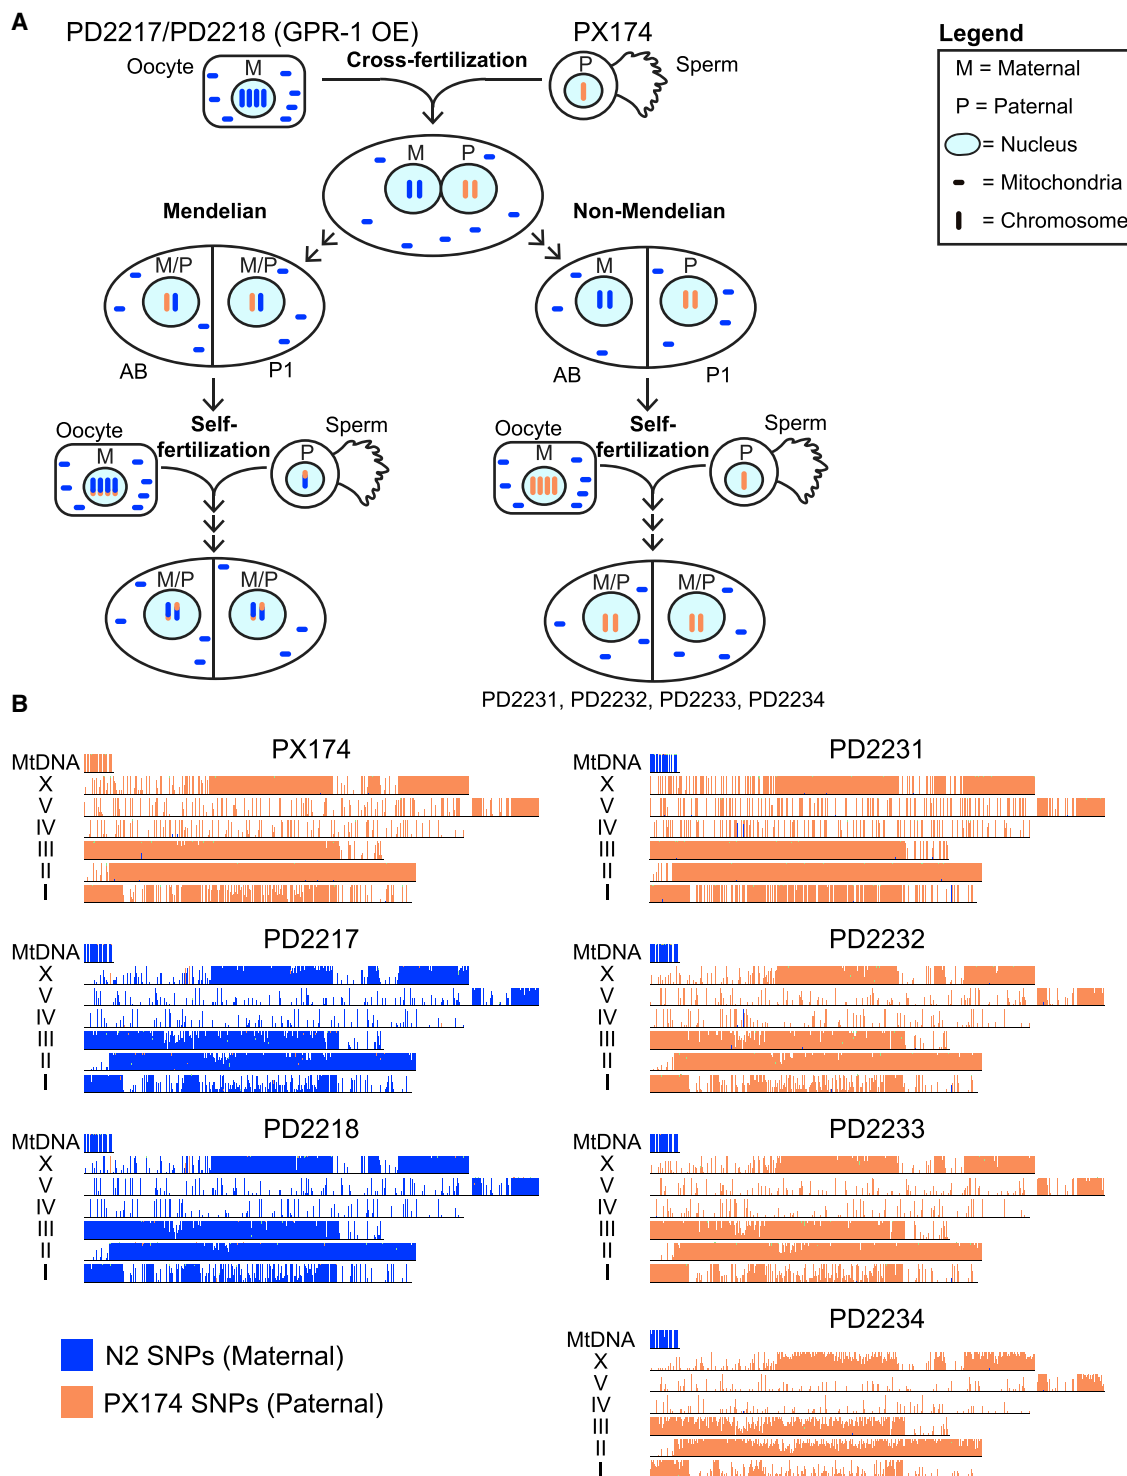 A
PD2217/PD2218 (GPR-1 OE)
PX174
Legend
Oocyte
M
Cross-fertilization
P
Sperm
M = Maternal
P = Paternal
= Nucleus
= Mitochondria
= Chromosome
M P
Mendelian
Non-Mendelian
M/P M/P
M P
AB P1
AB P1
Oocyte
M
Self-
fertilization
Sperm
P
Oocyte
M
Self-
fertilization
Sperm
P
M/P M/P
M/P M/P
PD2231, PD2232, PD2233, PD2234
B
PX174
MtDNA
X
V
IV
III
II
I
PD2231
MtDNA
X
V
IV
III
II
I
PD2217
MtDNA
X
V
IV
III
II
I
PD2232
MtDNA
X
V
IV
III
II
I
PD2218
MtDNA
X
V
IV
III
II
I
PD2233
MtDNA
X
V
IV
III
II
I
PD2234
MtDNA
X
V
IV
III
II
I
N2 SNPs (Maternal)
PX174 SNPs (Paternal)